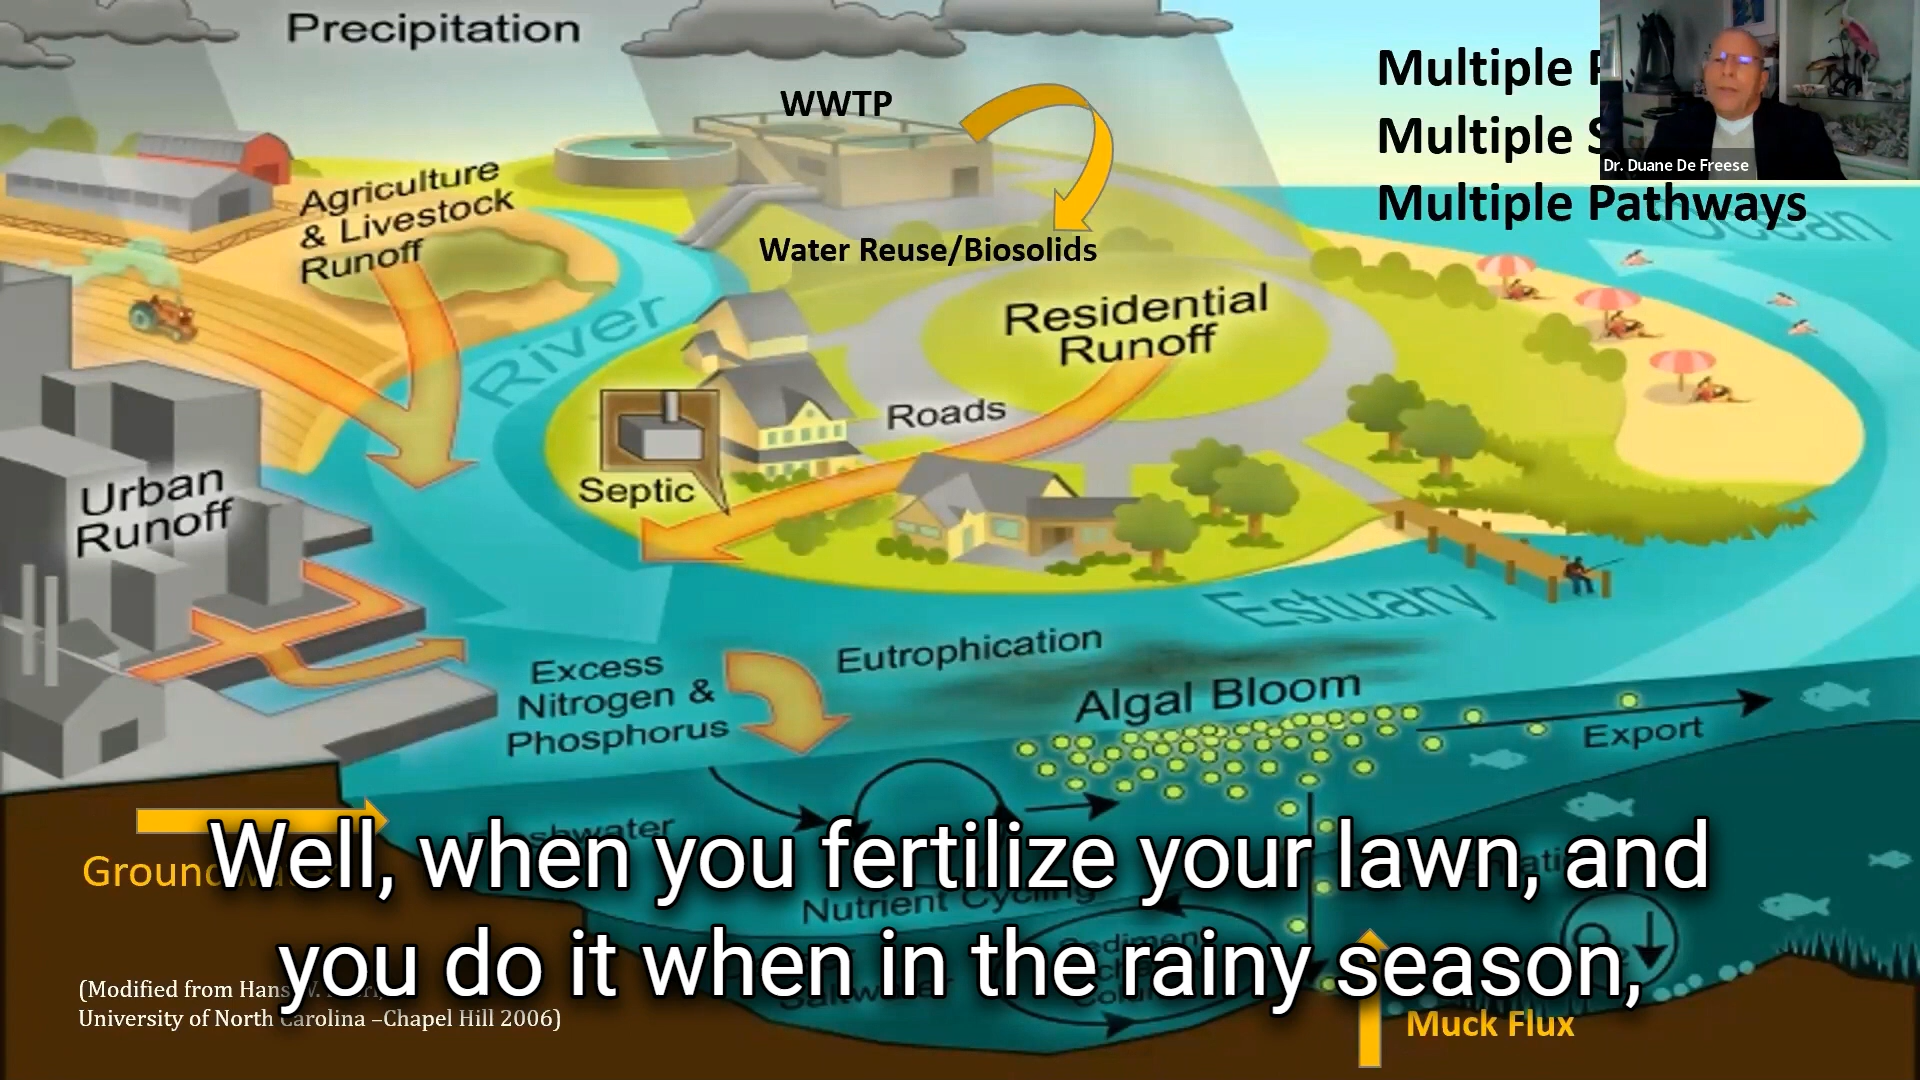 Precipitation
Multiple
WWTP
Multiple
Dr. Duane De Freese
Multiple Pathways
Ocean
Agriculture
& Livestock
Runoff
Water Reuse/Biosolids
River
Residential
Runoff
Roads
Septic
Urban
Runoff
Estuary
Eutrophication
Excess
Nitrogen &
Phosphorus
Algal Bloom
Export
Well, when you fertilize your lawn, and
Nutrient Cycling
you do it when in the rainy season,
(Modified from Hans
University of North Carolina –Chapel Hill 2006)
Muck Flux